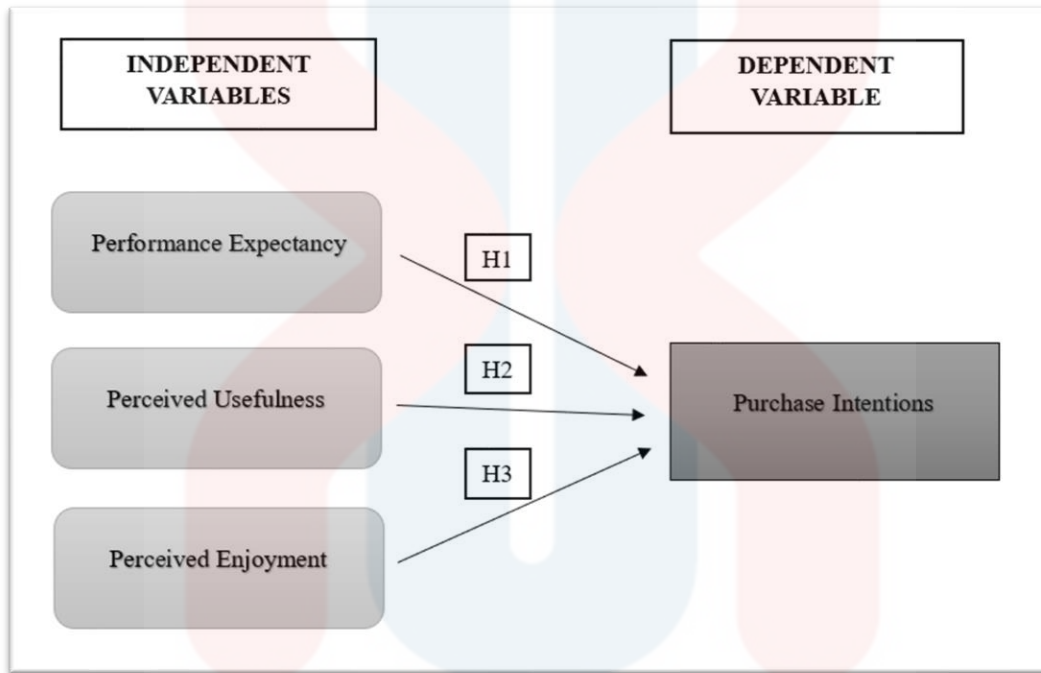 INDEPENDENT
VARIABLES
DEPENDENT
VARIABLE
Performance Expectancy
H1
Perceived Usefulness
H2
Purchase Intentions
H3
Perceived Enjoyment